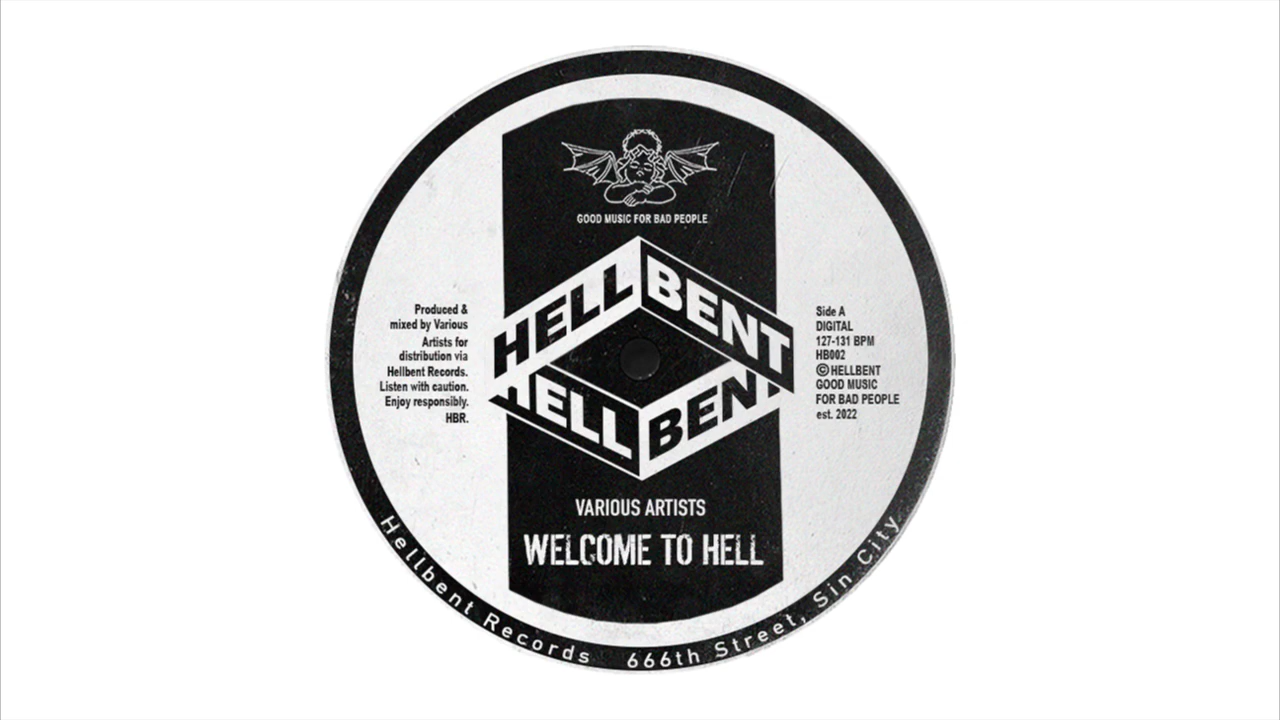 GOOD MUSIC FOR BAD PEOPLE
HELL BENT
HELL BENT
Produced &
mixed by Various
Artists for
distribution via
Hellbent Records.
Listen with caution.
Enjoy responsibly.
HBR.
Side A
DIGITAL
127-131 BPM
HB002
© HELLBENT
GOOD MUSIC
FOR BAD PEOPLE
est. 2022
VARIOUS ARTISTS
WELCOME TO HELL
Hellbent Records 666th Street, Sin City